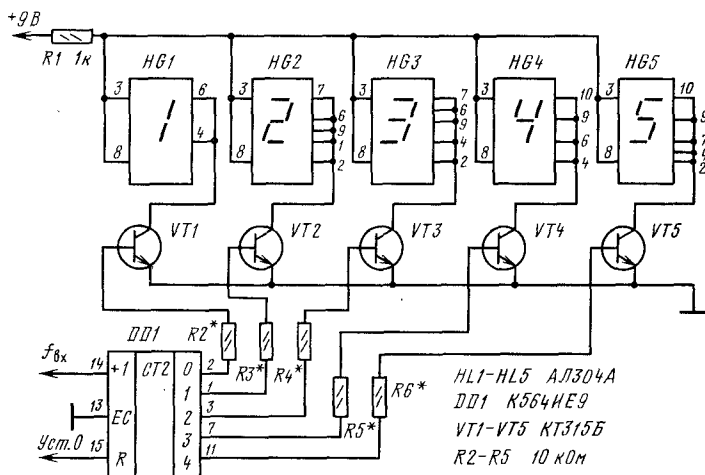 +9В
R1 1к
HG1 HG2 HG3 HG4 HG5
3 6 3 7 3 7 3 10 3 10
6 6 9 9
9 9 6 7
4 1 4 4
8 8 2 8 2 8 4 8 2
VT1 VT2 VT3 VT4 VT5
DD1
R2*
R3*
R4*
R5*
R6*
fвх
14 +1 CT2 0 2
1 1
13 EC 2 3
3 7
Уст.0 15 R 4 11
HL1-HL5 АЛ304А
DD1 К564ИЕ9
VT1-VT5 КТ315Б
R2-R5 10 кОм